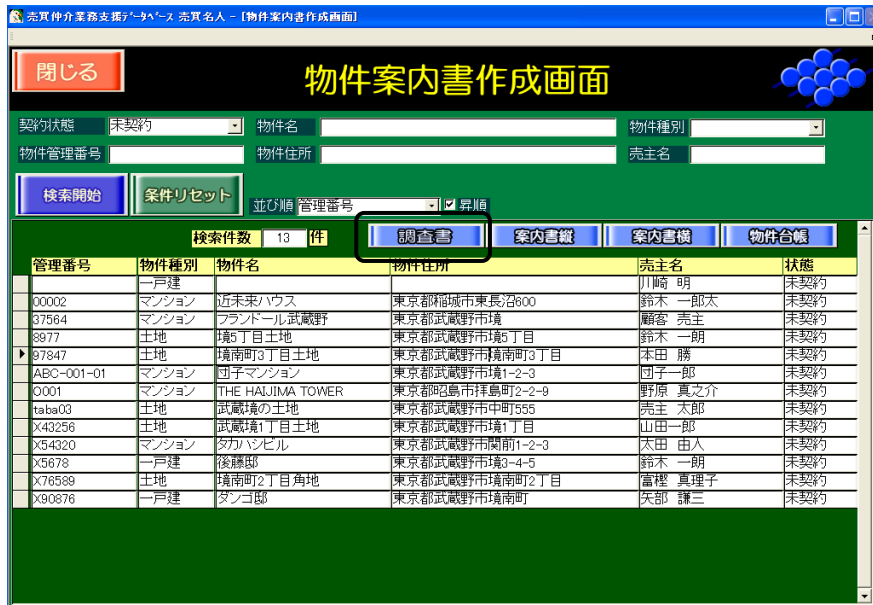 売買仲介業務支援ﾃﾞｰﾀﾍﾞｰｽ 売買名人 - [物件案内書作成画面]
閉じる
物件案内書作成画面
契約状態 未契約 物件名 物件種別
物件管理番号 物件住所 売主名
検索開始 条件リセット 並び順 管理番号 昇順
検索件数 13 件 調査書 案内書縦 案内書横 物件台帳
管理番号 物件種別 物件名 物件住所 売主名 状態
一戸建 川崎 明 未契約
00002 マンション 近未来ハウス 東京都稲城市東長沼600 鈴木 一郎太 未契約
37564 マンション フランドール武蔵野 東京都武蔵野市境 顧客 売主 未契約
8977 土地 境5丁目土地 東京都武蔵野市境5丁目 鈴木 一朗 未契約
97847 土地 境南町3丁目土地 東京都武蔵野市境南町3丁目 本田 勝 未契約
ABC-001-01 マンション 団子マンション 東京都武蔵野市境1-2-3 団子一郎 未契約
O001 マンション THE HAIJIMA TOWER 東京都昭島市拝島町2-2-9 野原 真之介 未契約
taba03 土地 武蔵境の土地 東京都武蔵野市中町555 売主 太郎 未契約
X43256 土地 武蔵境1丁目土地 東京都武蔵野市境1丁目 山田一郎 未契約
X54320 マンション タカハシビル 東京都武蔵野市関前1-2-3 太田 由人 未契約
X5678 一戸建 後藤邸 東京都武蔵野市境3-4-5 鈴木 一朗 未契約
X76589 土地 境南町2丁目角地 東京都武蔵野市境南町2丁目 富樫 真理子 未契約
X90876 一戸建 ダンゴ邸 東京都武蔵野市境南町 矢部 謙三 未契約